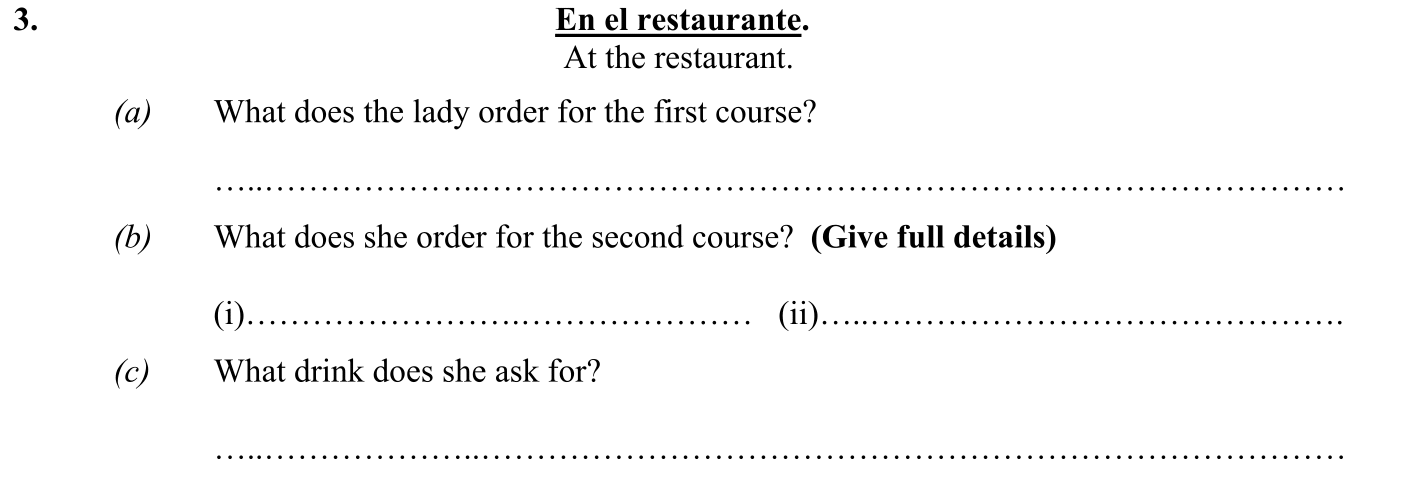 3. En el restaurante.
At the restaurant.
(a) What does the lady order for the first course?
…..………………….……………………………………………………………………
(b) What does she order for the second course? (Give full details)
(i)…………………….………………… (ii)…..…………………………………….
(c) What drink does she ask for?
…..………………….……………………………………………………………………